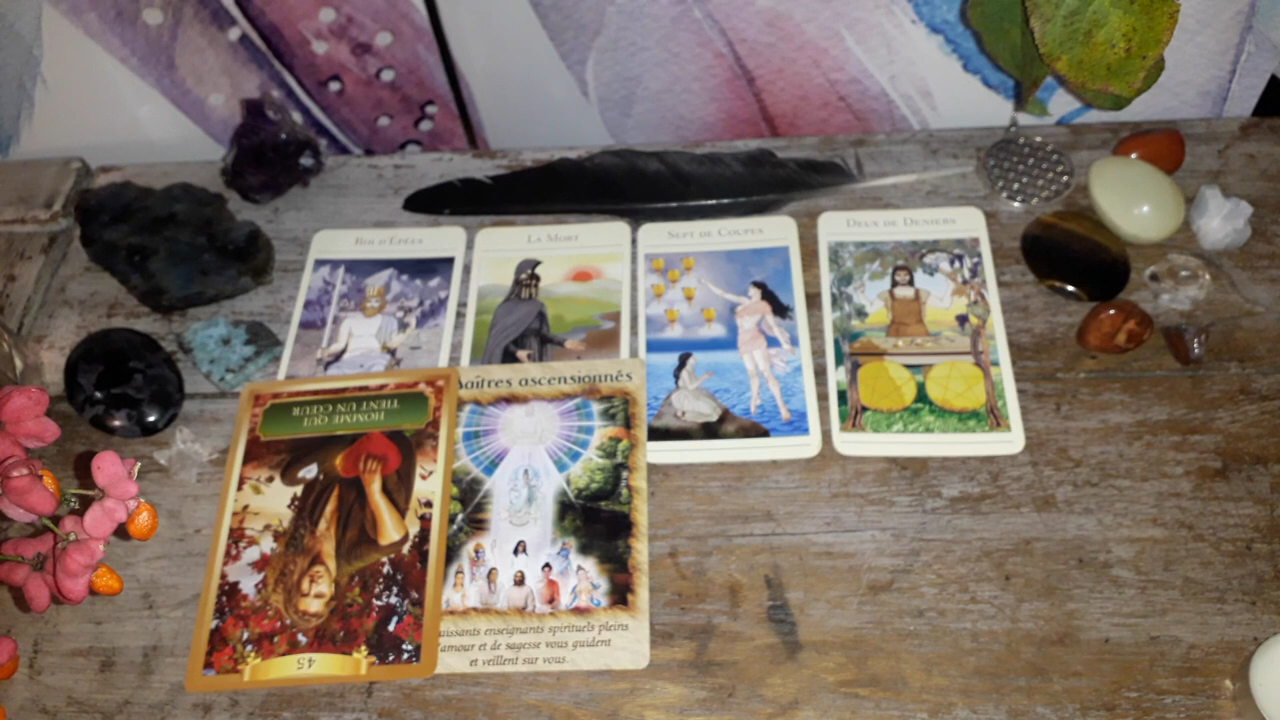 ROI D'ÉPÉES
LA MORT
SEPT DE COUPES
DEUX DE DENIERS
HOMME QUI
TIENT UN CŒUR
45
Maîtres ascensionnés
uissants enseignants spirituels pleins
'amour et de sagesse vous guident
et veillent sur vous.